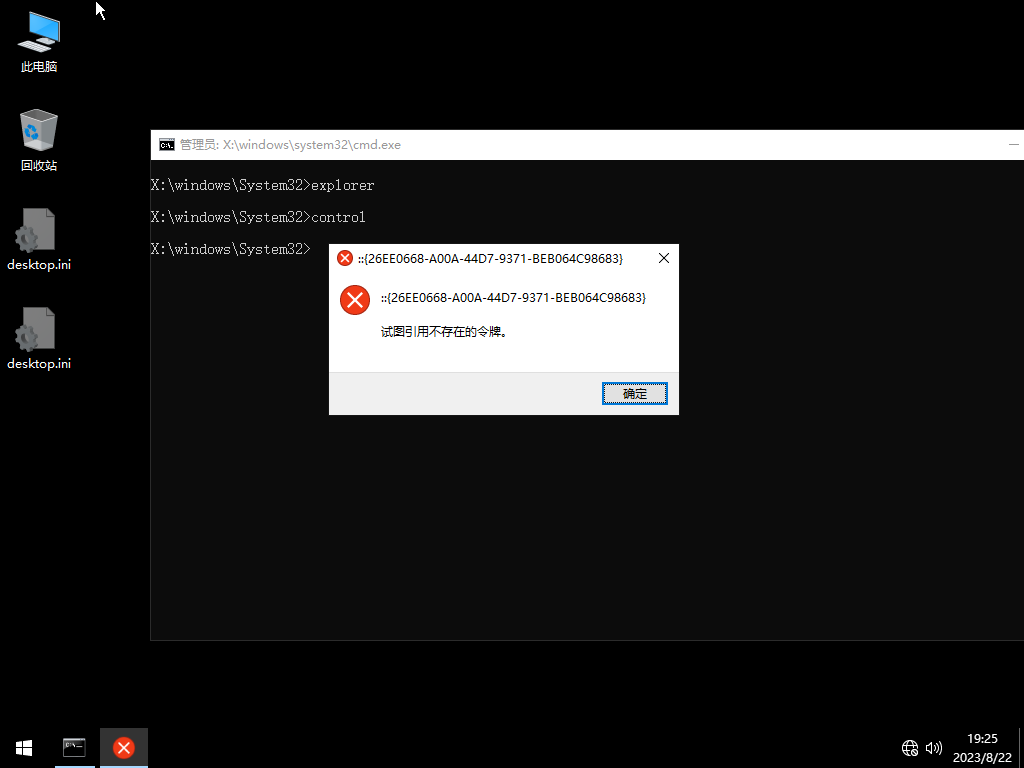 此电脑
回收站
desktop.ini
desktop.ini
管理员: X:\windows\system32\cmd.exe
X:\windows\System32>explorer
X:\windows\System32>control
X:\windows\System32>
::{26EE0668-A00A-44D7-9371-BEB064C98683}
::{26EE0668-A00A-44D7-9371-BEB064C98683}
试图引用不存在的令牌。
确定
19:25
2023/8/22